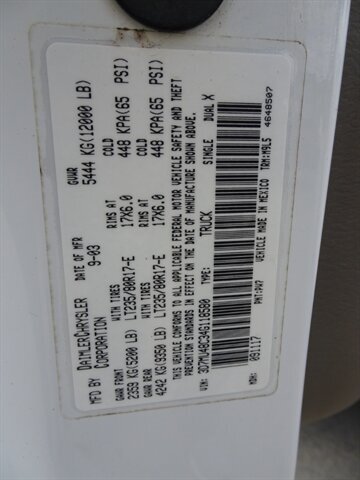 DAIMLERCHRYSLER DATE OF MFR GVWR
MFD BY CORPORATION 9-03 5444 KG(12000 LB)
GAWR FRONT WITH TIRES RIMS AT COLD
2359 KG(5200 LB) LT235/80R17-E 17X6.0 448 KPA(65 PSI)
GAWR REAR WITH TIRES RIMS AT COLD
4242 KG(9350 LB) LT235/80R17-E 17X6.0 448 KPA(65 PSI)
THIS VEHICLE CONFORMS TO ALL APPLICABLE FEDERAL MOTOR VEHICLE SAFETY AND THEFT
PREVENTION STANDARDS IN EFFECT ON THE DATE OF MANUFACTURE SHOWN ABOVE.
VIN: 3D7MU48C34G118580 TYPE: TRUCK SINGLE DUAL X
MDH: 091117 PNT:PW7 VEHICLE MADE IN MEXICO TRM:M9L5 4648507